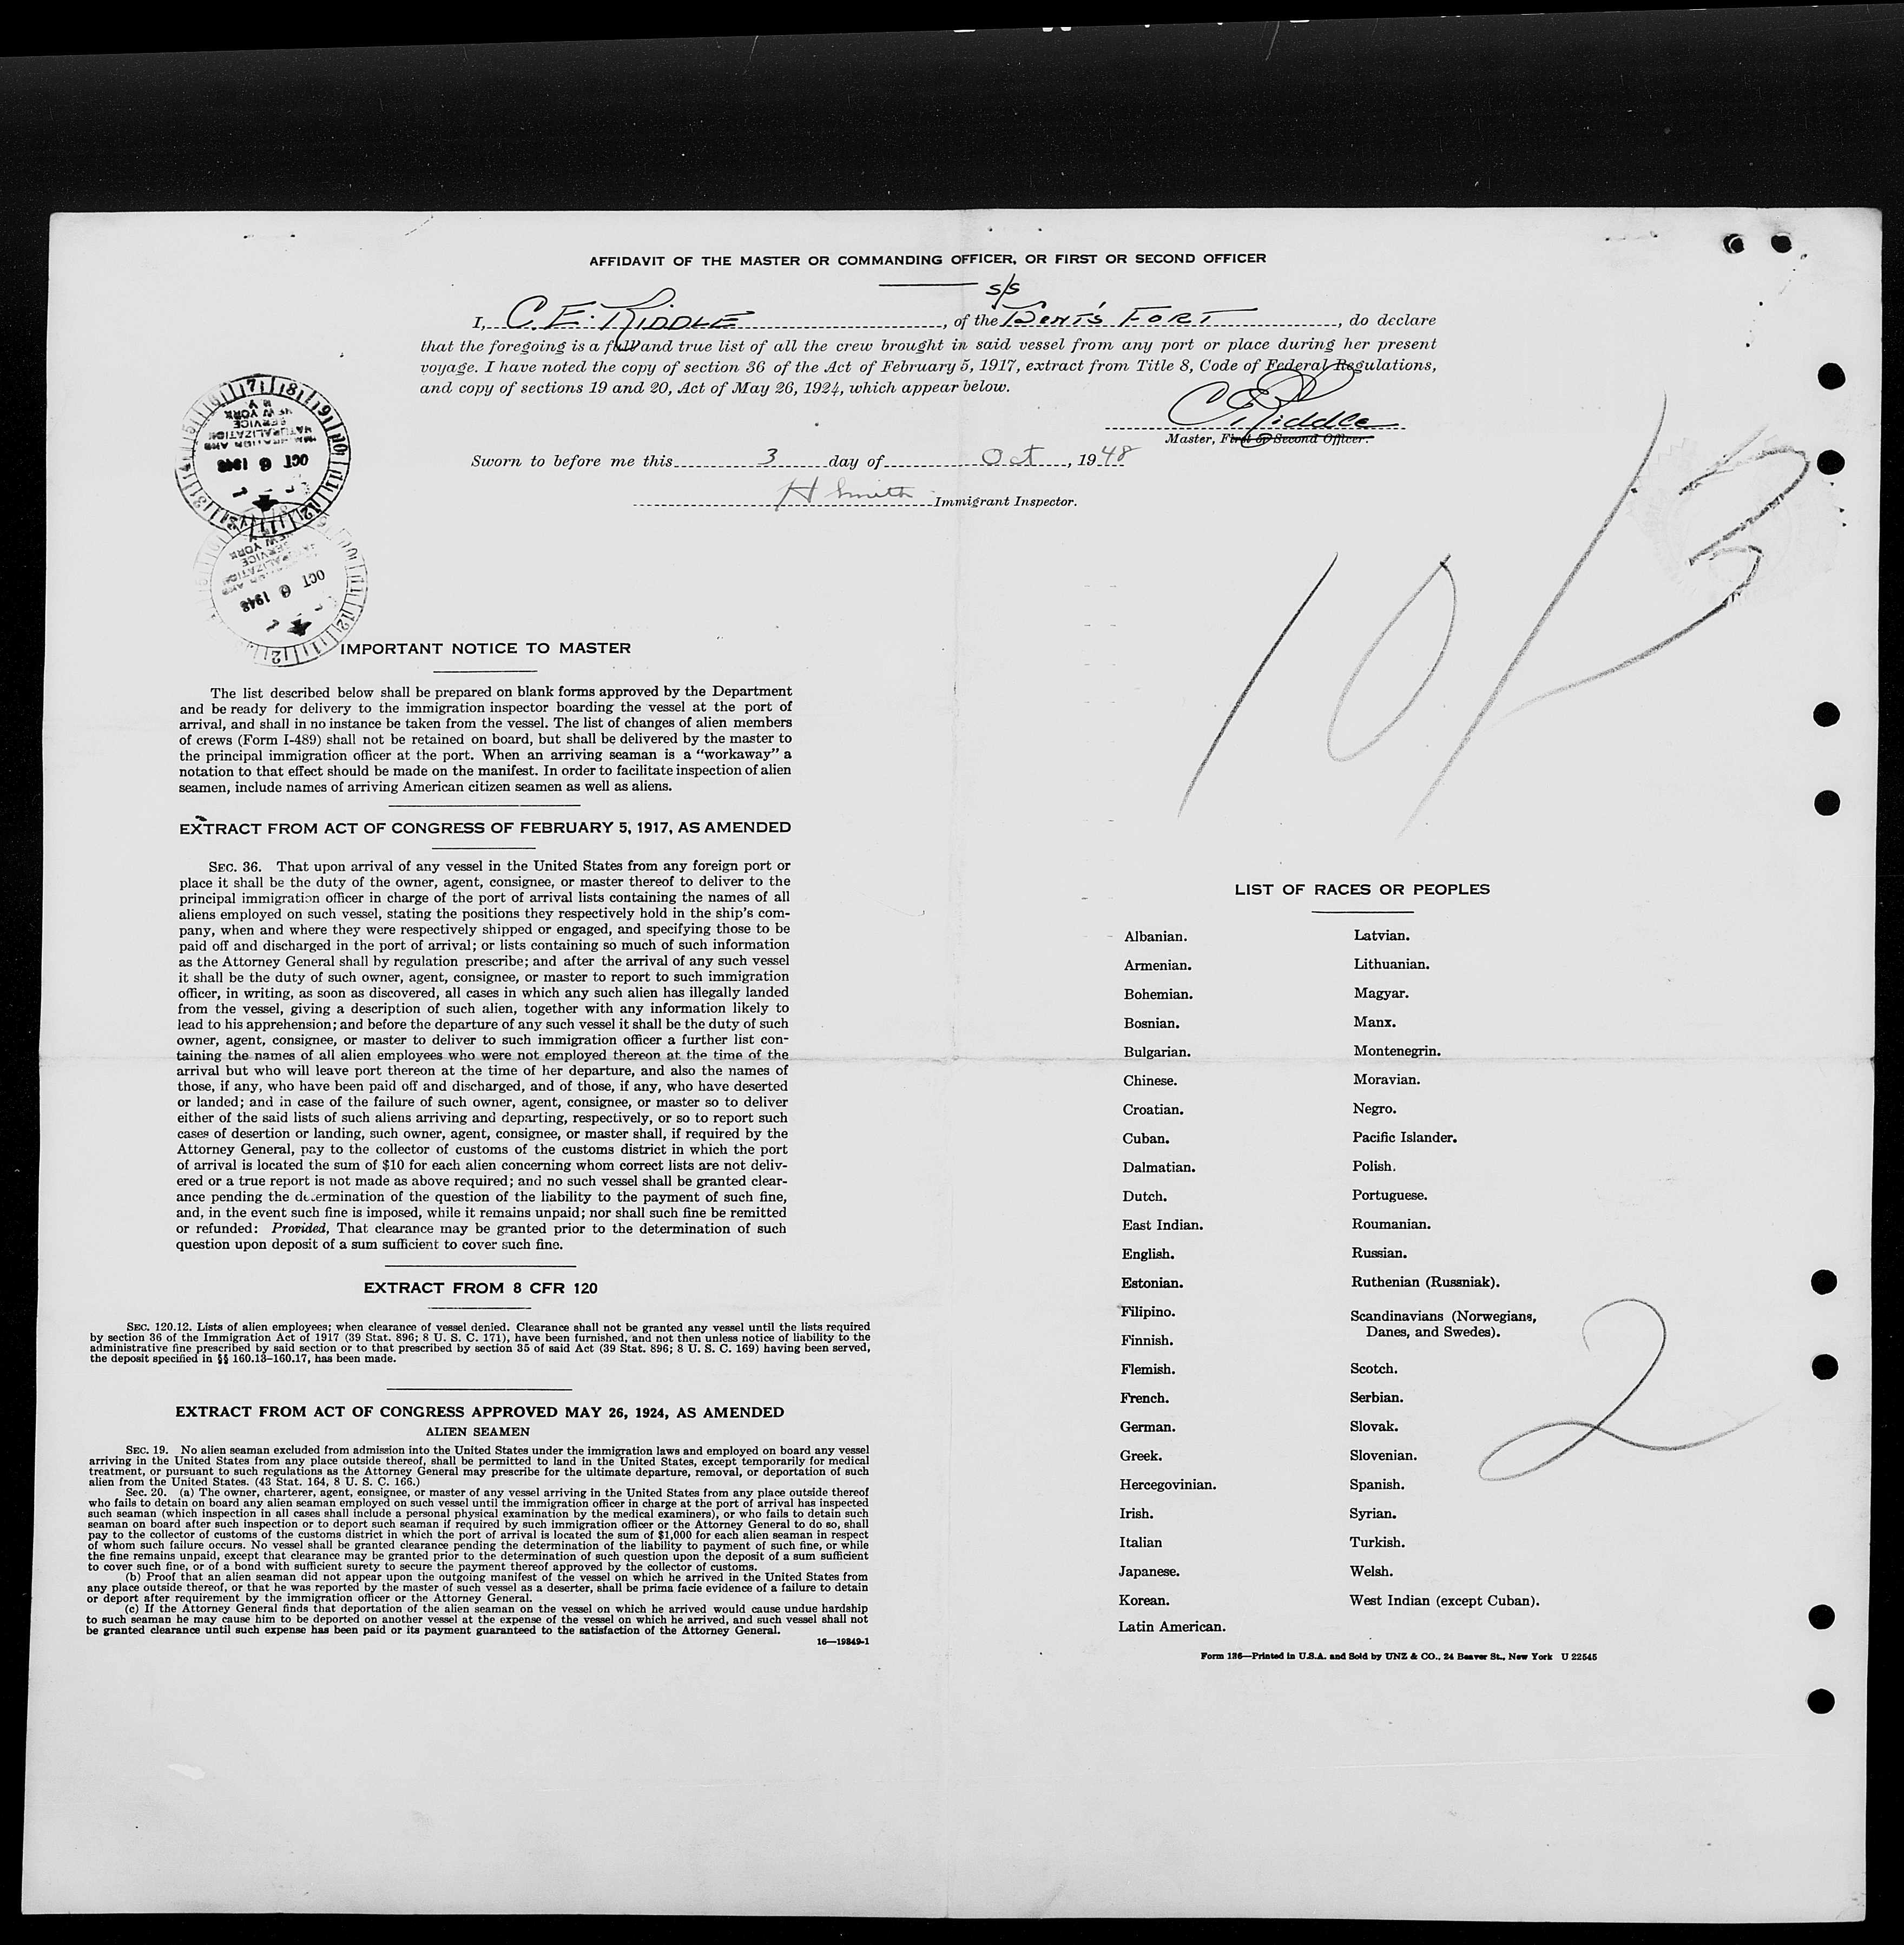 AFFIDAVIT OF THE MASTER OR COMMANDING OFFICER, OR FIRST OR SECOND OFFICER
S/S
I, C. E. RIDDLE, of the BENT'S FORT, do declare
that the foregoing is a full and true list of all the crew brought in said vessel from any port or place during her present
voyage. I have noted the copy of section 36 of the Act of February 5, 1917, extract from Title 8, Code of Federal Regulations,
and copy of sections 19 and 20, Act of May 26, 1924, which appear below.
C E Riddle
Master, First or Second Officer.
Sworn to before me this 3 day of Oct, 1948
H Smith Immigrant Inspector.
IMMIGRATION AND
NATURALIZATION
SERVICE
NEW YORK
N Y
OCT 6 1948
OCT 6 1948
SERVICE
NEW YORK
10/3
IMPORTANT NOTICE TO MASTER
The list described below shall be prepared on blank forms approved by the Department
and be ready for delivery to the immigration inspector boarding the vessel at the port of
arrival, and shall in no instance be taken from the vessel. The list of changes of alien members
of crews (Form I-489) shall not be retained on board, but shall be delivered by the master to
the principal immigration officer at the port. When an arriving seaman is a "workaway" a
notation to that effect should be made on the manifest. In order to facilitate inspection of alien
seamen, include names of arriving American citizen seamen as well as aliens.
EXTRACT FROM ACT OF CONGRESS OF FEBRUARY 5, 1917, AS AMENDED
SEC. 36. That upon arrival of any vessel in the United States from any foreign port or
place it shall be the duty of the owner, agent, consignee, or master thereof to deliver to the
principal immigration officer in charge of the port of arrival lists containing the names of all
aliens employed on such vessel, stating the positions they respectively hold in the ship's com-
pany, when and where they were respectively shipped or engaged, and specifying those to be
paid off and discharged in the port of arrival; or lists containing so much of such information
as the Attorney General shall by regulation prescribe; and after the arrival of any such vessel
it shall be the duty of such owner, agent, consignee, or master to report to such immigration
officer, in writing, as soon as discovered, all cases in which any such alien has illegally landed
from the vessel, giving a description of such alien, together with any information likely to
lead to his apprehension; and before the departure of any such vessel it shall be the duty of such
owner, agent, consignee, or master to deliver to such immigration officer a further list con-
taining the names of all alien employees who were not employed thereon at the time of the
arrival but who will leave port thereon at the time of her departure, and also the names of
those, if any, who have been paid off and discharged, and of those, if any, who have deserted
or landed; and in case of the failure of such owner, agent, consignee, or master so to deliver
either of the said lists of such aliens arriving and departing, respectively, or so to report such
cases of desertion or landing, such owner, agent, consignee, or master shall, if required by the
Attorney General, pay to the collector of customs of the customs district in which the port
of arrival is located the sum of $10 for each alien concerning whom correct lists are not deliv-
ered or a true report is not made as above required; and no such vessel shall be granted clear-
ance pending the determination of the question of the liability to the payment of such fine,
and, in the event such fine is imposed, while it remains unpaid; nor shall such fine be remitted
or refunded: Provided, That clearance may be granted prior to the determination of such
question upon deposit of a sum sufficient to cover such fine.
EXTRACT FROM 8 CFR 120
SEC. 120.12. Lists of alien employees; when clearance of vessel denied. Clearance shall not be granted any vessel until the lists required
by section 36 of the Immigration Act of 1917 (39 Stat. 896; 8 U. S. C. 171), have been furnished, and not then unless notice of liability to the
administrative fine prescribed by said section or to that prescribed by section 35 of said Act (39 Stat. 896; 8 U. S. C. 169) having been served,
the deposit specified in §§ 160.13–160.17, has been made.
EXTRACT FROM ACT OF CONGRESS APPROVED MAY 26, 1924, AS AMENDED
ALIEN SEAMEN
SEC. 19. No alien seaman excluded from admission into the United States under the immigration laws and employed on board any vessel
arriving in the United States from any place outside thereof, shall be permitted to land in the United States, except temporarily for medical
treatment, or pursuant to such regulations as the Attorney General may prescribe for the ultimate departure, removal, or deportation of such
alien from the United States. (43 Stat. 164, 8 U. S. C. 166.)
Sec. 20. (a) The owner, charterer, agent, consignee, or master of any vessel arriving in the United States from any place outside thereof
who fails to detain on board any alien seaman employed on such vessel until the immigration officer in charge at the port of arrival has inspected
such seaman (which inspection in all cases shall include a personal physical examination by the medical examiners), or who fails to detain such
seaman on board after such inspection or to deport such seaman if required by such immigration officer or the Attorney General to do so, shall
pay to the collector of customs of the customs district in which the port of arrival is located the sum of $1,000 for each alien seaman in respect
of whom such failure occurs. No vessel shall be granted clearance pending the determination of the liability to payment of such fine, or while
the fine remains unpaid, except that clearance may be granted prior to the determination of such question upon the deposit of a sum sufficient
to cover such fine, or of a bond with sufficient surety to secure the payment thereof approved by the collector of customs.
(b) Proof that an alien seaman did not appear upon the outgoing manifest of the vessel on which he arrived in the United States from
any place outside thereof, or that he was reported by the master of such vessel as a deserter, shall be prima facie evidence of a failure to detain
or deport after requirement by the immigration officer or the Attorney General.
(c) If the Attorney General finds that deportation of the alien seaman on the vessel on which he arrived would cause undue hardship
to such seaman he may cause him to be deported on another vessel at the expense of the vessel on which he arrived, and such vessel shall not
be granted clearance until such expense has been paid or its payment guaranteed to the satisfaction of the Attorney General.
16—19849-1
LIST OF RACES OR PEOPLES
Albanian.
Armenian.
Bohemian.
Bosnian.
Bulgarian.
Chinese.
Croatian.
Cuban.
Dalmatian.
Dutch.
East Indian.
English.
Estonian.
Filipino.
Finnish.
Flemish.
French.
German.
Greek.
Hercegovinian.
Irish.
Italian
Japanese.
Korean.
Latin American.
Latvian.
Lithuanian.
Magyar.
Manx.
Montenegrin.
Moravian.
Negro.
Pacific Islander.
Polish.
Portuguese.
Roumanian.
Russian.
Ruthenian (Russniak).
Scandinavians (Norwegians,
Danes, and Swedes).
Scotch.
Serbian.
Slovak.
Slovenian.
Spanish.
Syrian.
Turkish.
Welsh.
West Indian (except Cuban).
2
Form 136—Printed in U.S.A. and Sold by UNZ & CO., 24 Beaver St., New York U 22545